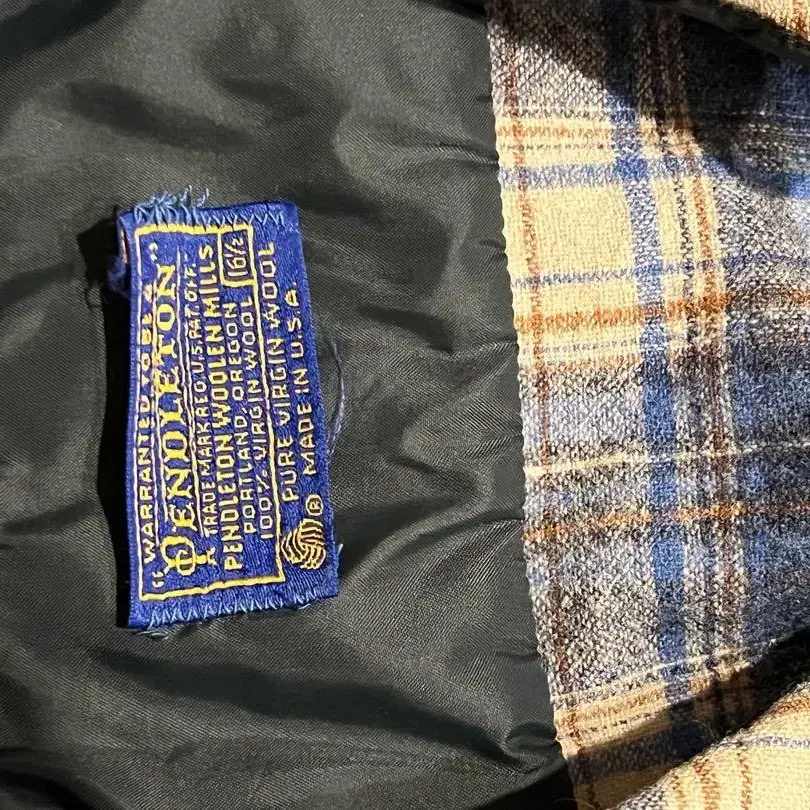 "WARRANTED TO BE A
PENDLETON"
A TRADE MARK REG. U.S. PAT. OFF.
PENDLETON WOOLEN MILLS
PORTLAND, OREGON
16½
100% VIRGIN WOOL
PURE VIRGIN WOOL
MADE IN U.S.A.
®